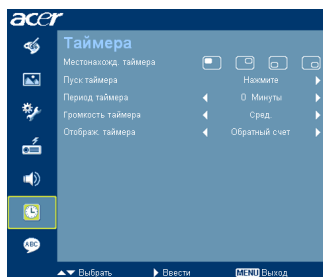 acer
Таймера
Местонахожд. таймера
Пуск таймера Нажмите
Период таймера 0 Минуты
Громкость таймера Сред.
Отображ. таймера Обратный счет
ABC
Выбрать Ввести MENU Выход